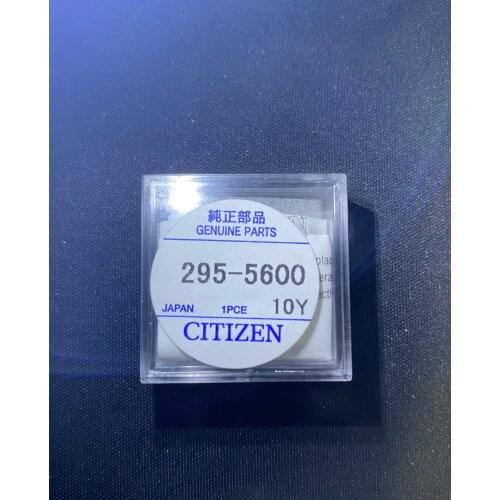 純正部品
GENUINE PARTS
295-5600
JAPAN 1PCE 10Y
CITIZEN